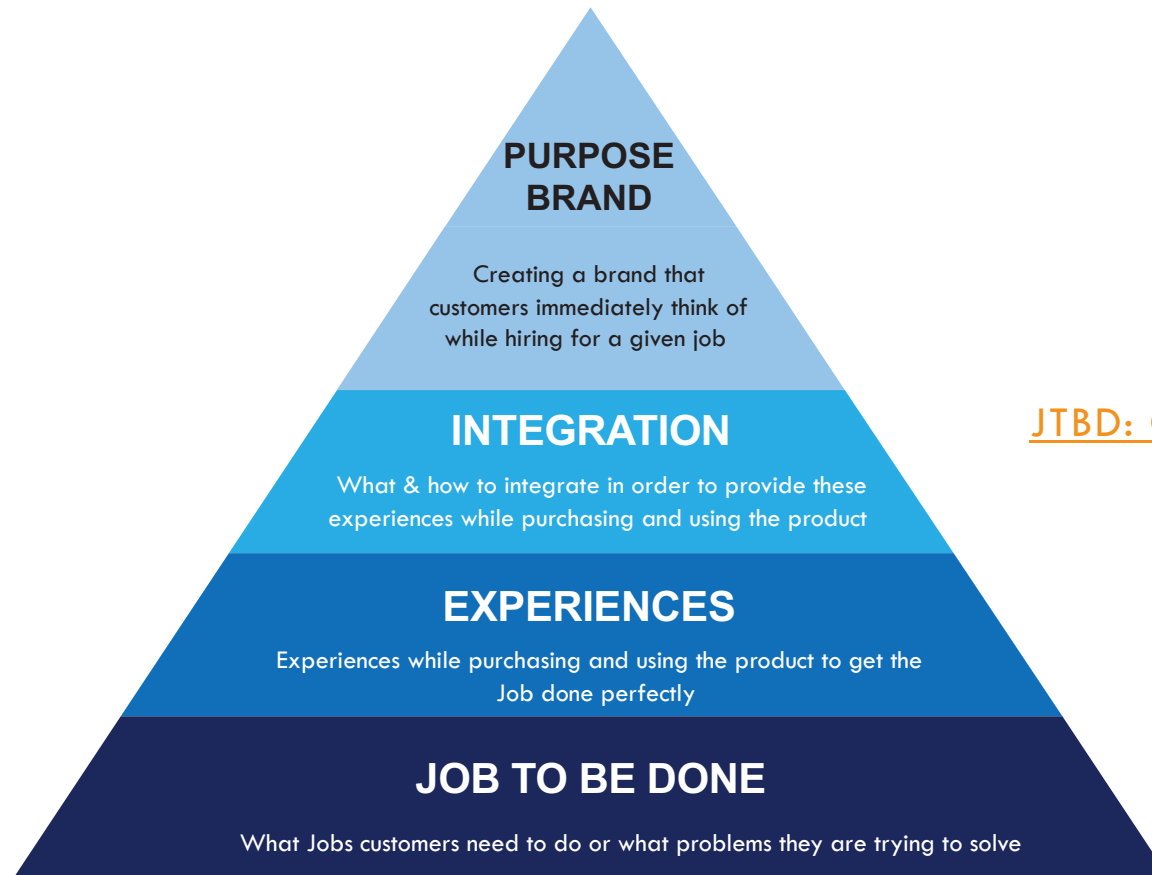 PURPOSE
BRAND
Creating a brand that
customers immediately think of
while hiring for a given job
INTEGRATION
What & how to integrate in order to provide these
experiences while purchasing and using the product
JTBD:
EXPERIENCES
Experiences while purchasing and using the product to get the
Job done perfectly
JOB TO BE DONE
What Jobs customers need to do or what problems they are trying to solve